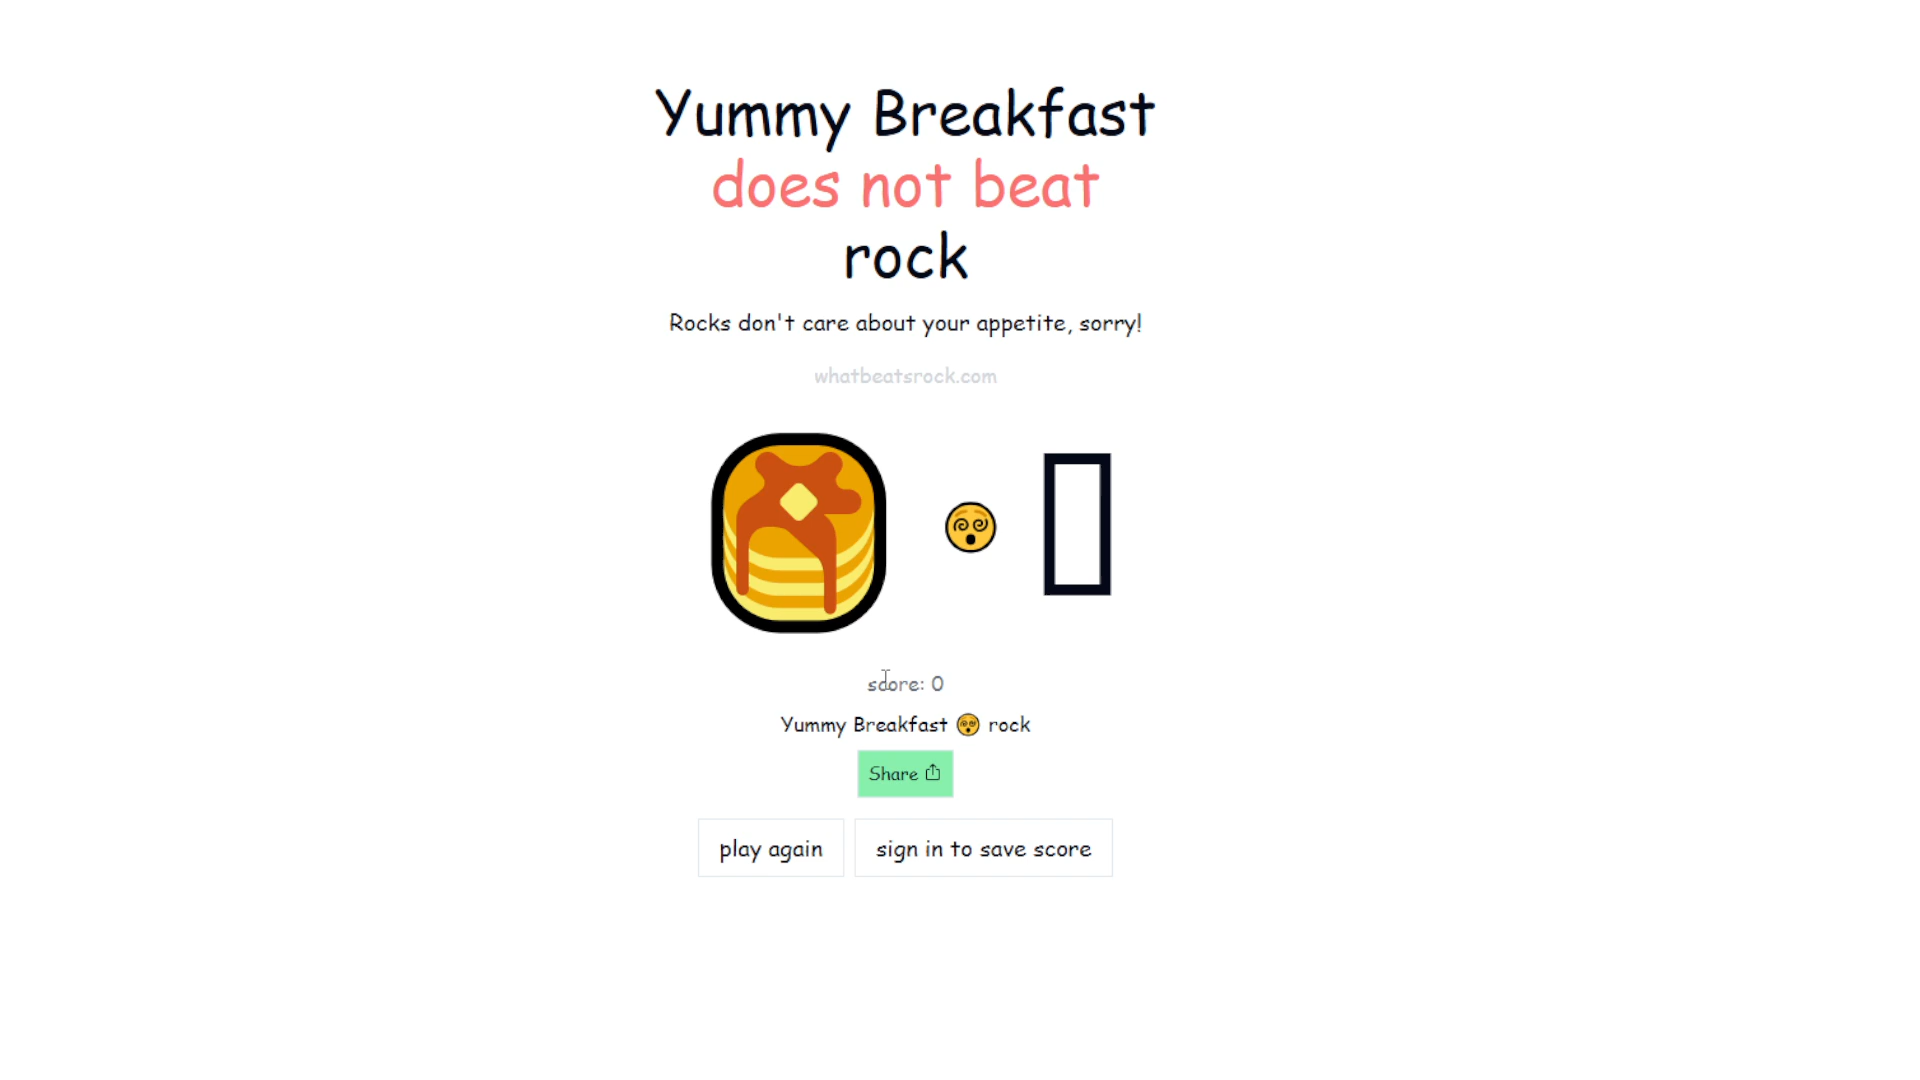 Yummy Breakfast
does not beat
rock
Rocks don't care about your appetite, sorry!
whatbeatsrock.com
score: 0
Yummy Breakfast 😵 rock
Share
play again
sign in to save score